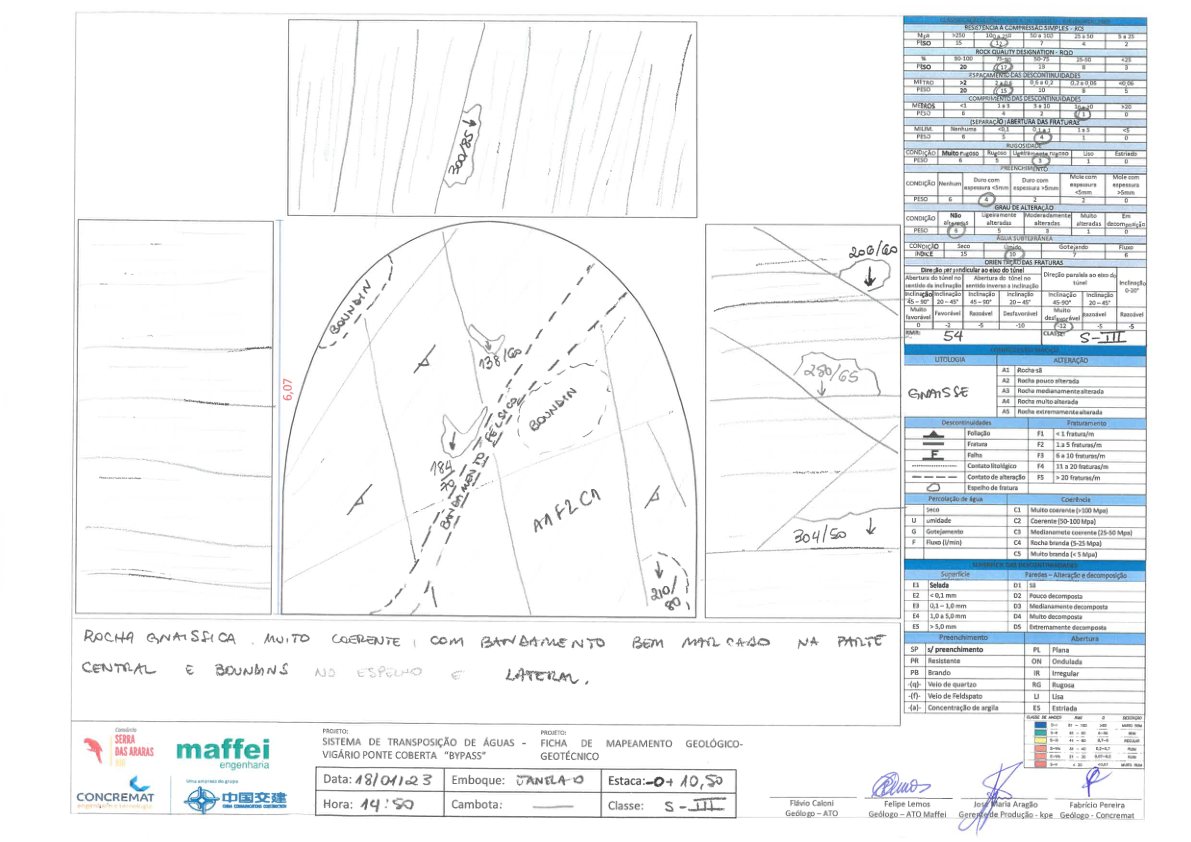 300/85
BOUNDIN
138/60
BANDAMENTO FÉLSICO
BOUNDIN
184/70
A1F2C1
210/80
6,07
206/60
280/65
304/50
ROCHA GNAISSICA, MUITO COERENTE, COM BANDAMENTO BEM MARCADO NA PARTE
CENTRAL E BOUNDINS NO ESPELHO E LATERAL.
RESISTENCIA A COMPRESSÃO SIMPLES - RCS
Mpa >250 100 a 250 50 a 100 25 a 50 5 a 25
PESO 15 12 7 4 2
ROCK QUALITY DESIGNATION - RQD
% 90-100 75-90 50-75 25-50 <25
PESO 20 17 13 8 3
ESPAÇAMENTO DAS DESCONTINUIDADES
METRO >2 2 a 0,6 0,6 a 0,2 0,2 a 0,06 <0,06
PESO 20 15 10 8 5
COMPRIMENTO DAS DESCONTINUIDADES
METROS <1 1 a 3 3 a 10 10 a 20 >20
PESO 6 4 2 1 0
(SEPARAÇÃO) ABERTURA DAS FRATURAS
MILIM. Nenhuma <0,1 0,1 a 1 1 a 5 <5
PESO 6 5 4 1 0
RUGOSIDADE
CONDIÇÃO Muito rugoso Rugoso Ligeiramente rugoso Liso Estriado
PESO 6 5 3 1 0
PREENCHIMENTO
CONDIÇÃO Nenhum Duro com espessura <5mm Duro com espessura >5mm Mole com espessura <5mm Mole com espessura >5mm
PESO 6 4 2 2 0
GRAU DE ALTERAÇÃO
CONDIÇÃO Não alteradas Ligeiramente alteradas Moderadamente alteradas Muito alteradas Em decomposição
PESO 6 5 3 1 0
ÁGUA SUBTERRÂNEA
CONDIÇÃO Seco Úmido Gotejando Fluxo
ÍNDICE 15 10 7 6
ORIENTAÇÃO DAS FRATURAS
Direção perpendicular ao eixo do túnel Direção paralela ao eixo do túnel Inclinação 0-20°
Abertura do túnel no sentido da inclinação Abertura do túnel no sentido inverso a inclinação
Inclinação 45 – 90° Inclinação 20 – 45° Inclinação 45 – 90° Inclinação 20 – 45° Inclinação 45-90° Inclinação 20 – 45°
Muito favorável Favorável Razoável Desfavorável Muito desfavorável Razoável Razoável
0 -2 -5 -10 -12 -5 -5
RMR: 54 CLASSE: S-III
LITOLOGIA ALTERAÇÃO
GNAISSE
A1 Rocha sã
A2 Rocha pouco alterada
A3 Rocha medianamente alterada
A4 Rocha muito alterada
A5 Rocha extremamente alterada
Descontinuidades Fraturamento
Foliação F1 < 1 fratura/m
Fratura F2 1 a 5 fraturas/m
F Falha F3 6 a 10 fraturas/m
Contato litológico F4 11 a 20 fraturas/m
Contato de alteração F5 > 20 fraturas/m
Espelho de fratura
Percolação de água Coerência
Seco C1 Muito coerente (>100 Mpa)
U umidade C2 Coerente (50-100 Mpa)
G Gotejamento C3 Medianamete coerente (25-50 Mpa)
F Fluxo (l/min) C4 Rocha branda (5-25 Mpa)
C5 Muito branda (< 5 Mpa)
Superfície Paredes – Alteração e decomposição
E1 Selada D1 Sã
E2 < 0,1 mm D2 Pouco decomposta
E3 0,1 – 1,0 mm D3 Medianamente decomposta
E4 1,0 a 5,0 mm D4 Muito decomposta
E5 > 5,0 mm D5 Extremamente decomposta
Preenchimento Abertura
SP s/ preenchimento PL Plana
PR Resistente ON Ondulada
PB Brando IR Irregular
-(q)- Veio de quartzo RG Rugosa
-(f)- Veio de Feldspato LI Lisa
-(a)- Concentração de argila ES Estriada
Consórcio
SERRA
DAS ARARAS
maffei
engenharia
CONCREMAT
engenharia e tecnologia
Uma empresa do grupo
中国交建
CHINA COMMUNICATIONS CONSTRUCTION
PROJETO:
SISTEMA DE TRANSPOSIÇÃO DE ÁGUAS –
VIGÁRIO PONTE COBERTA "BYPASS"
PROJETO:
FICHA DE MAPEAMENTO GEOLÓGICO-
GEOTÉCNICO
Data: 18/04/23 Emboque: JANELA-0 Estaca: -0+10,50
Hora: 14:50 Cambota: — Classe: S-III
Flávio Caloni
Geólogo – ATO
Felipe Lemos
Geólogo – ATO Maffei
José Maria Aragão
Gerente de Produção - kpe
Fabrício Pereira
Geólogo - Concremat